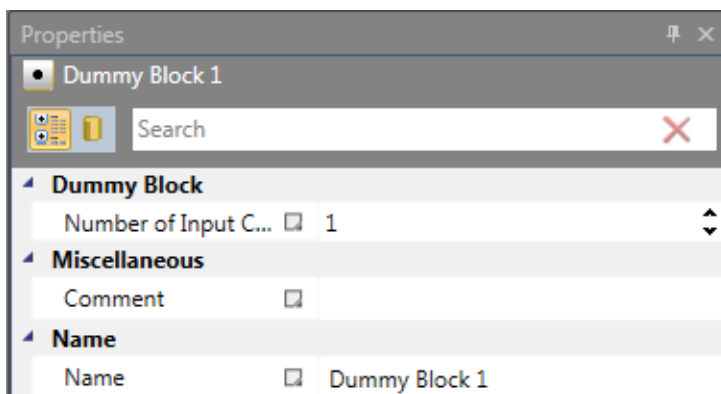 Properties
Dummy Block 1
Search
Dummy Block
Number of Input C... 1
Miscellaneous
Comment
Name
Name Dummy Block 1